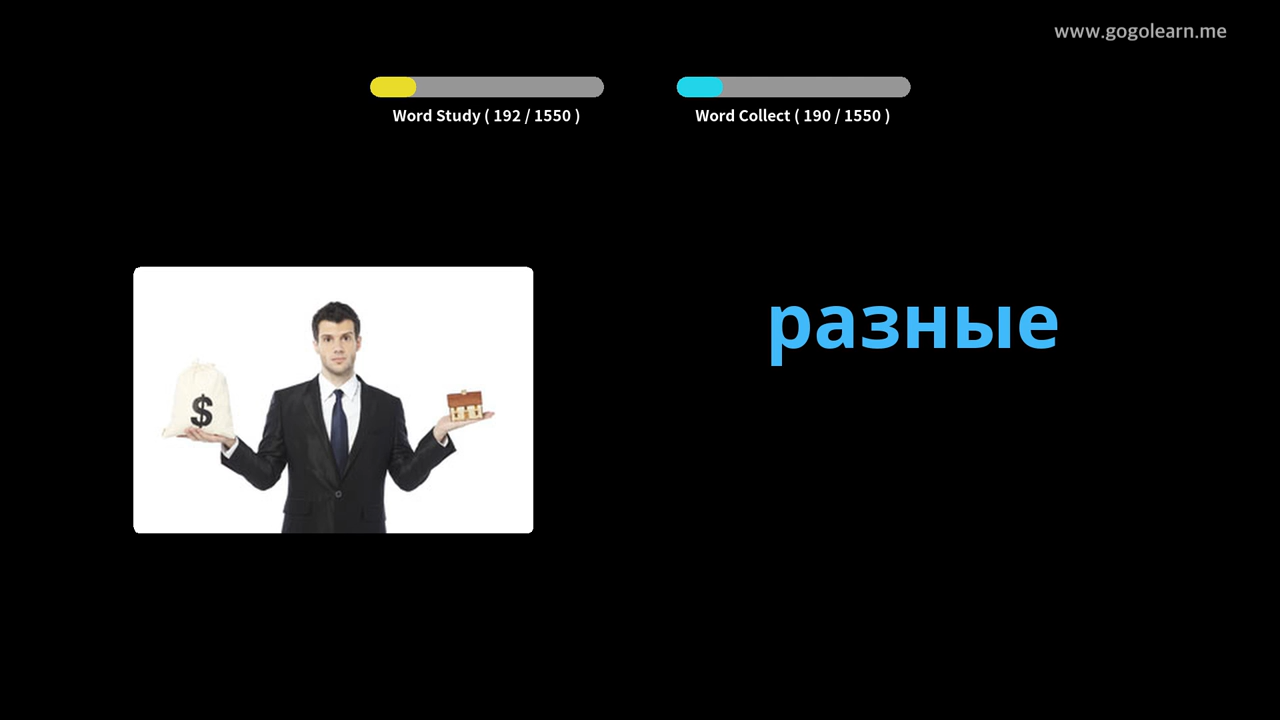 www.gogolearn.me
Word Study ( 192 / 1550 )
Word Collect ( 190 / 1550 )
$
разные